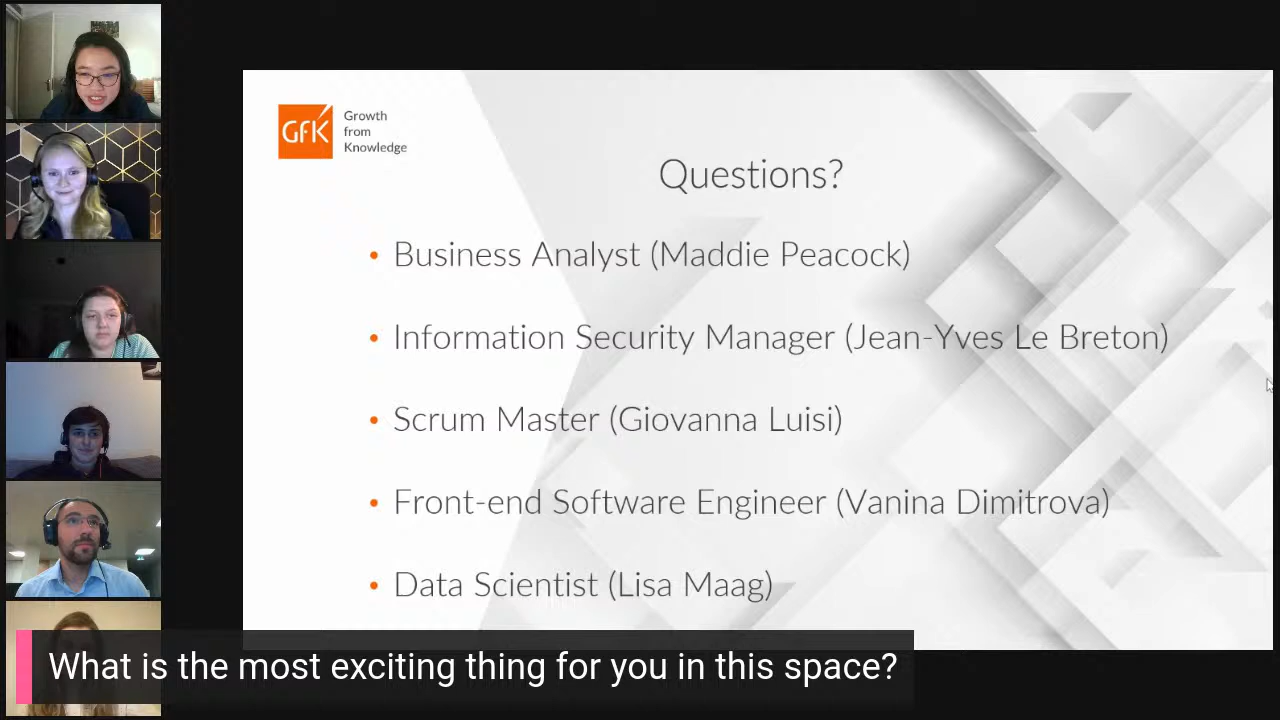 GfK
Growth
from
Knowledge
Questions?
• Business Analyst (Maddie Peacock)
• Information Security Manager (Jean-Yves Le Breton)
• Scrum Master (Giovanna Luisi)
• Front-end Software Engineer (Vanina Dimitrova)
• Data Scientist (Lisa Maag)
What is the most exciting thing for you in this space?